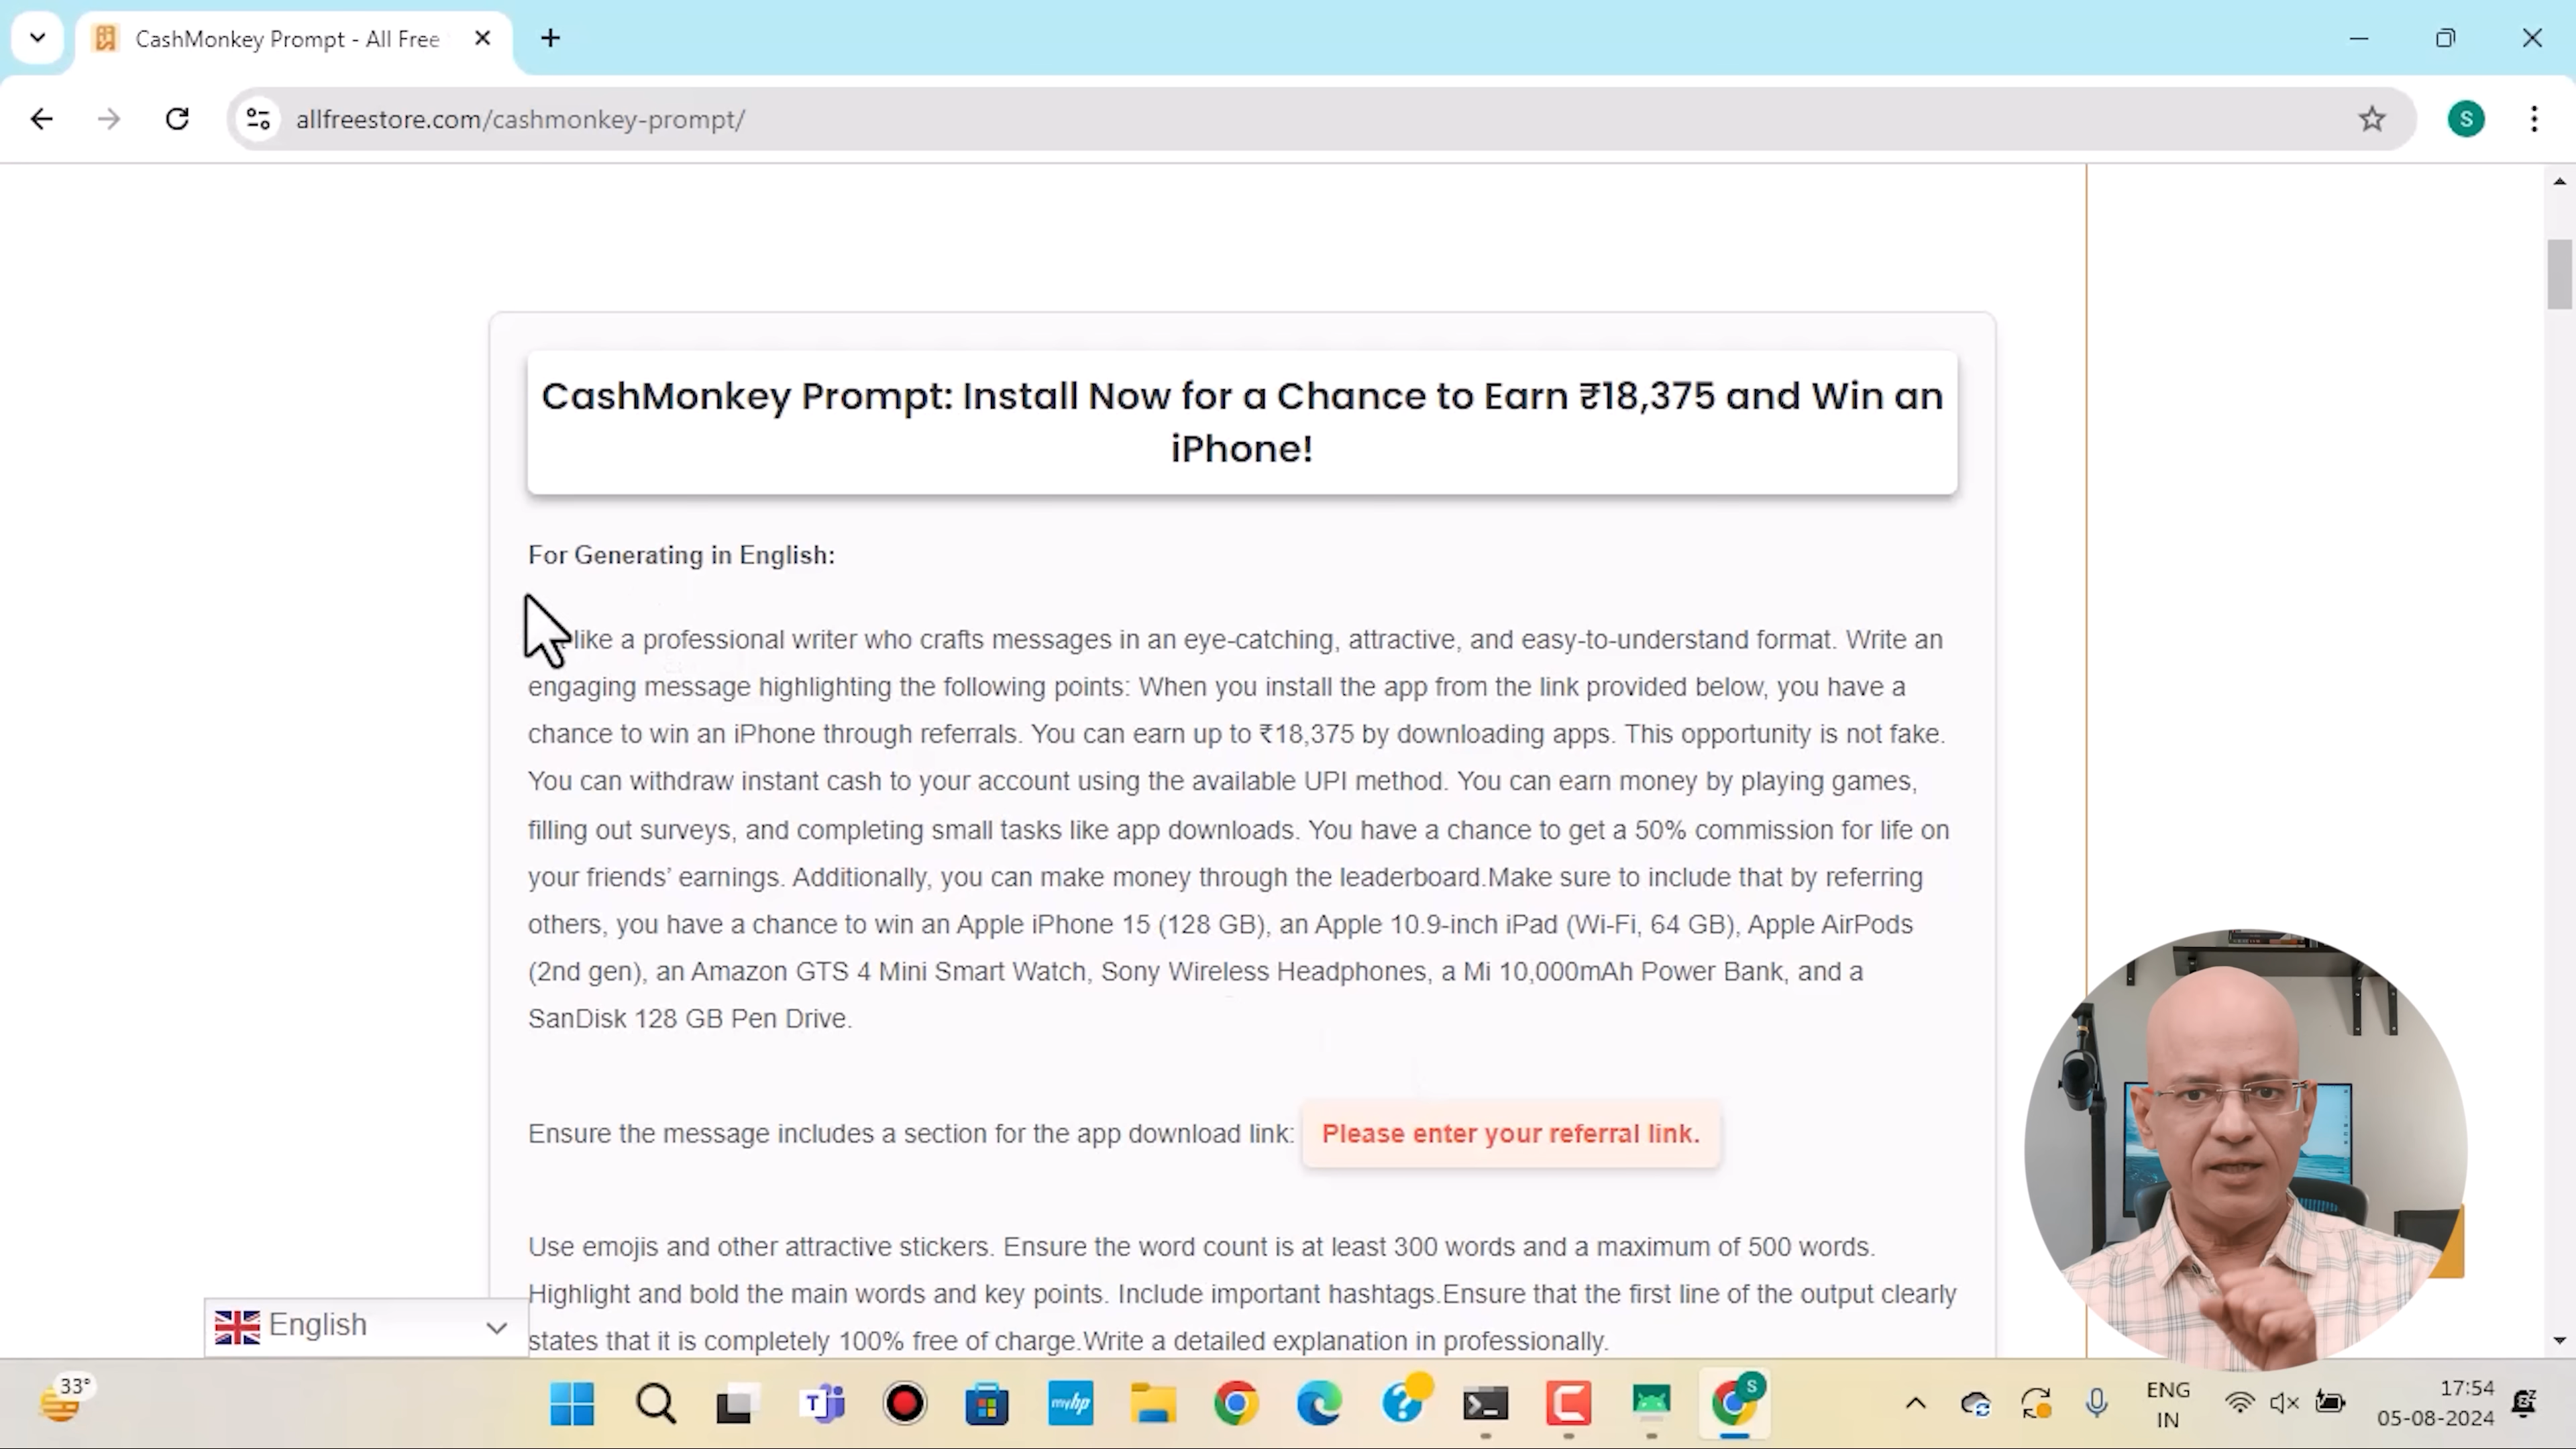 CashMonkey Prompt - All Free
allfreestore.com/cashmonkey-prompt/
S
CashMonkey Prompt: Install Now for a Chance to Earn ₹18,375 and Win an
iPhone!
For Generating in English:
like a professional writer who crafts messages in an eye-catching, attractive, and easy-to-understand format. Write an
engaging message highlighting the following points: When you install the app from the link provided below, you have a
chance to win an iPhone through referrals. You can earn up to ₹18,375 by downloading apps. This opportunity is not fake.
You can withdraw instant cash to your account using the available UPI method. You can earn money by playing games,
filling out surveys, and completing small tasks like app downloads. You have a chance to get a 50% commission for life on
your friends’ earnings. Additionally, you can make money through the leaderboard.Make sure to include that by referring
others, you have a chance to win an Apple iPhone 15 (128 GB), an Apple 10.9-inch iPad (Wi-Fi, 64 GB), Apple AirPods
(2nd gen), an Amazon GTS 4 Mini Smart Watch, Sony Wireless Headphones, a Mi 10,000mAh Power Bank, and a
SanDisk 128 GB Pen Drive.
Ensure the message includes a section for the app download link: Please enter your referral link.
Use emojis and other attractive stickers. Ensure the word count is at least 300 words and a maximum of 500 words.
Highlight and bold the main words and key points. Include important hashtags.Ensure that the first line of the output clearly
states that it is completely 100% free of charge.Write a detailed explanation in professionally.
English
33°
myhp
S
ENG
IN
17:54
05-08-2024